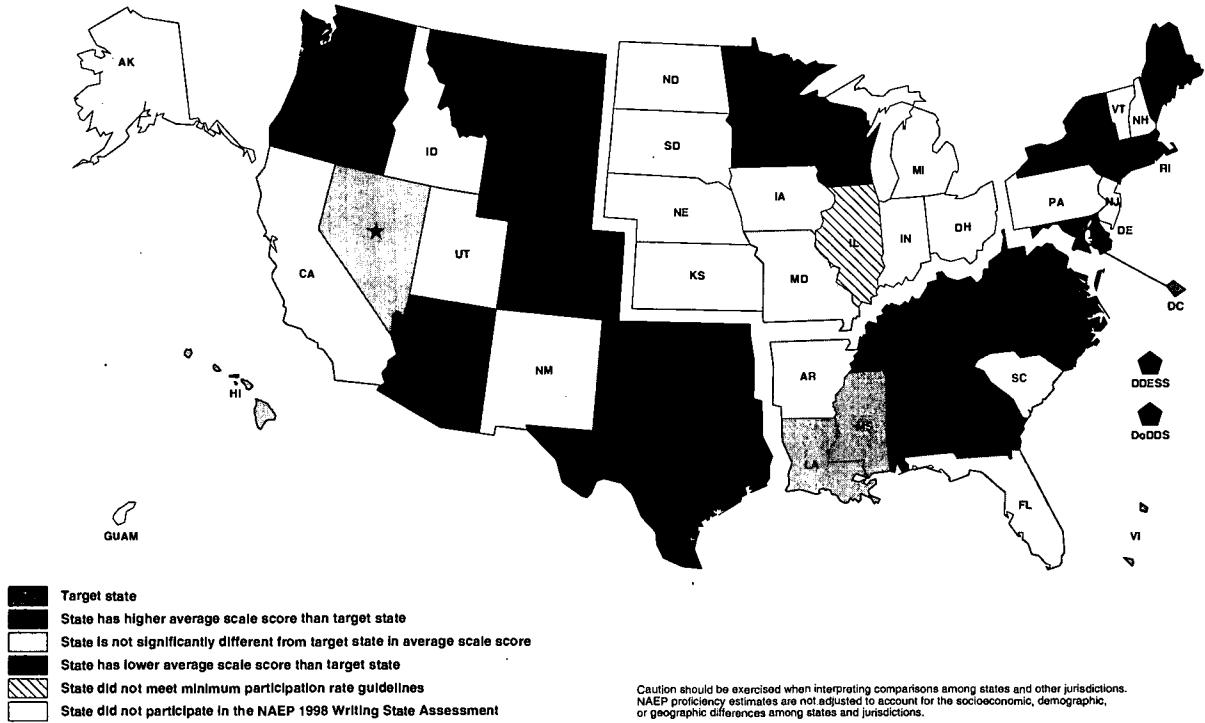 AK
ND
VT
NH
SD
ID
MI
RI
IA
NE
PA
NJ
OH
UT
IN
DE
IL
CA
KS
MO
DC
NM
AR
SC
DDESS
HI
MS
DoDDS
LA
FL
GUAM
VI
Target state
State has higher average scale score than target state
State is not significantly different from target state in average scale score
State has lower average scale score than target state
State did not meet minimum participation rate guidelines
State did not participate in the NAEP 1998 Writing State Assessment
Caution should be exercised when interpreting comparisons among states and other jurisdictions.
NAEP proficiency estimates are not adjusted to account for the socioeconomic, demographic,
or geographic differences among states and jurisdictions.